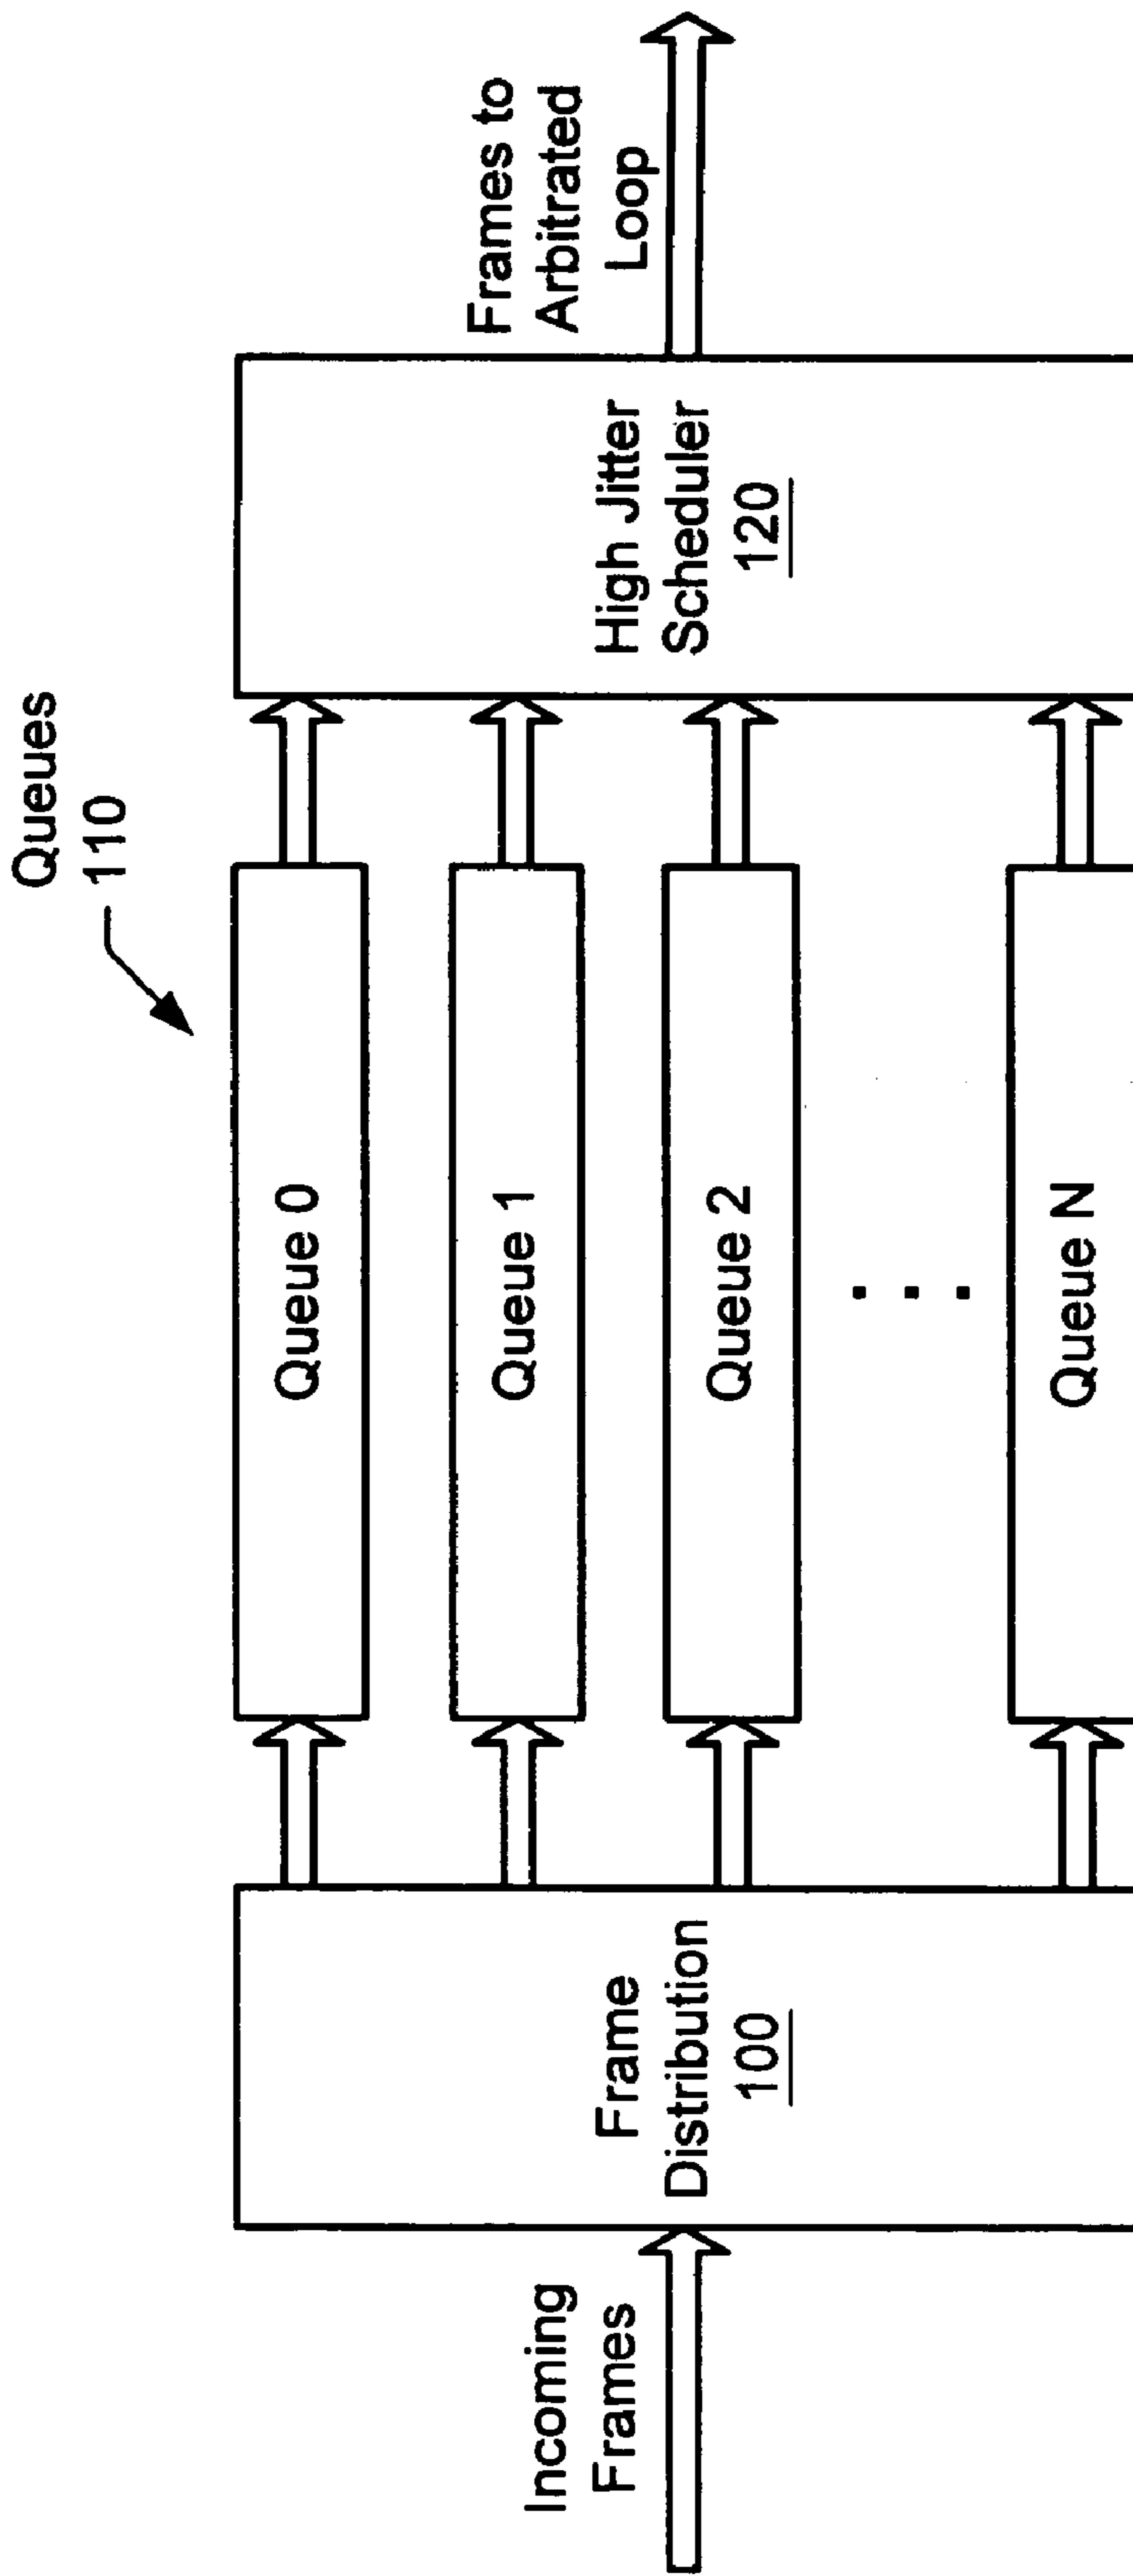 Queues
110
Incoming
Frames
Frame
Distribution
100
Queue 0
Queue 1
Queue 2
. . .
Queue N
High Jitter
Scheduler
120
Frames to
Arbitrated
Loop